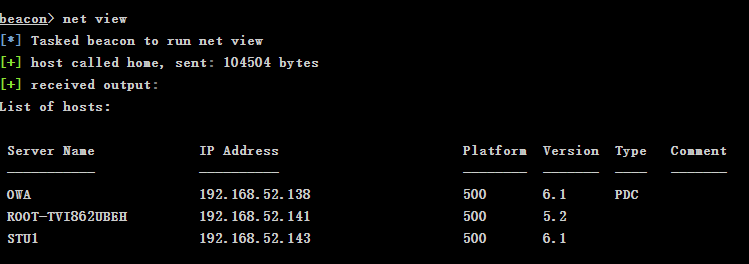 beacon> net view
[*] Tasked beacon to run net view
[+] host called home, sent: 104504 bytes
[+] received output:
List of hosts:
Server Name IP Address Platform Version Type Comment
OWA 192.168.52.138 500 6.1 PDC
ROOT-TVI862UBEH 192.168.52.141 500 5.2
STU1 192.168.52.143 500 6.1